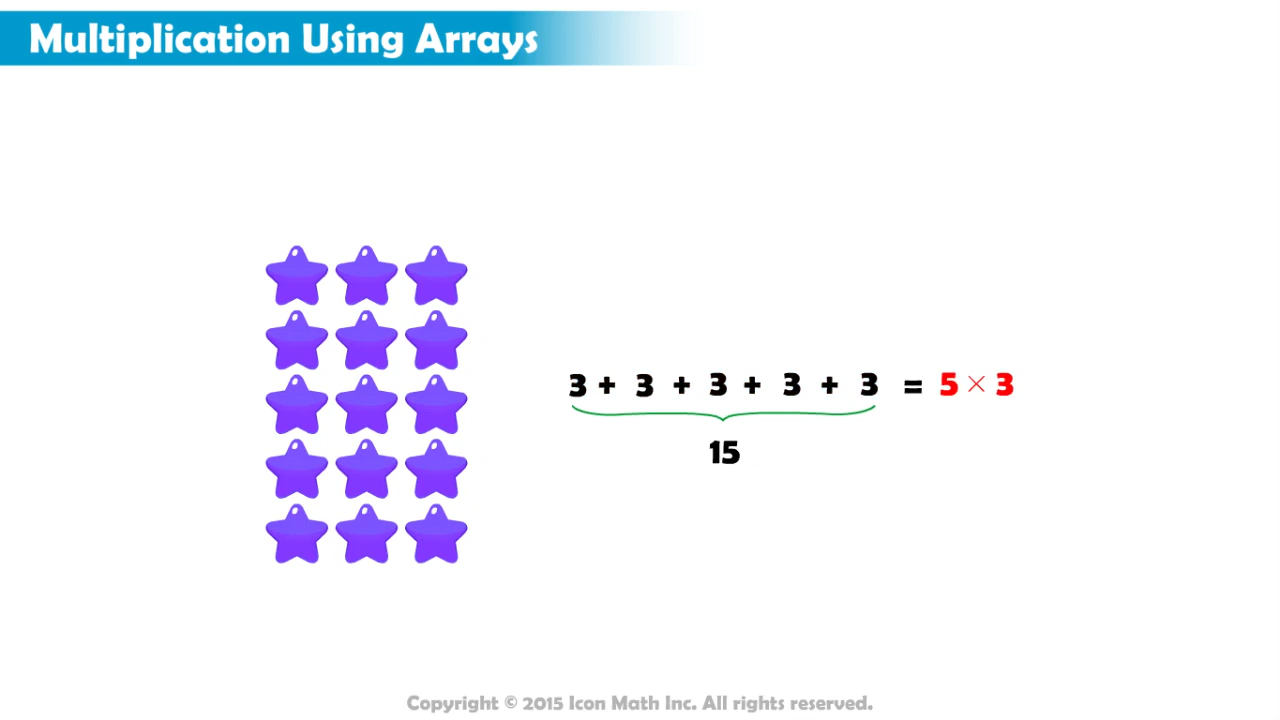 Multiplication Using Arrays
3 + 3 + 3 + 3 + 3 = 5 × 3
15
Copyright © 2015 Icon Math Inc. All rights reserved.